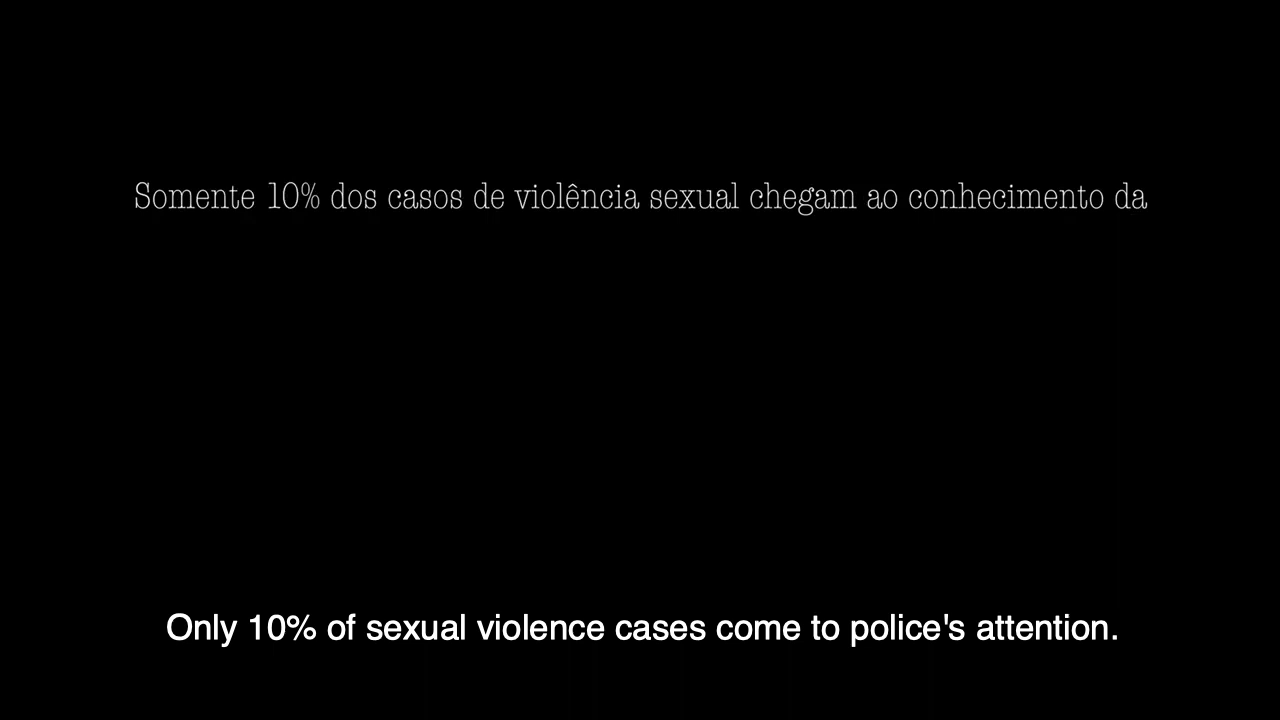 Somente 10% dos casos de violência sexual chegam ao conhecimento da
Only 10% of sexual violence cases come to police's attention.